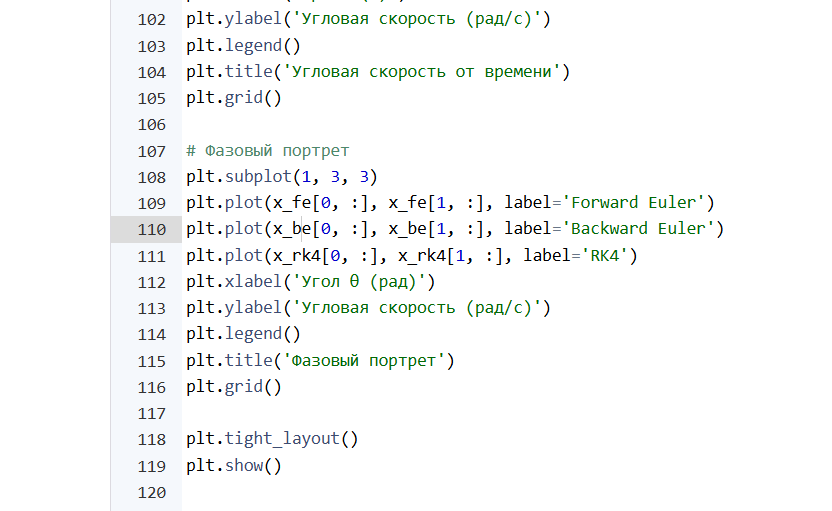 102 plt.ylabel('Угловая скорость (рад/с)')
103 plt.legend()
104 plt.title('Угловая скорость от времени')
105 plt.grid()
106
107 # Фазовый портрет
108 plt.subplot(1, 3, 3)
109 plt.plot(x_fe[0, :], x_fe[1, :], label='Forward Euler')
110 plt.plot(x_be[0, :], x_be[1, :], label='Backward Euler')
111 plt.plot(x_rk4[0, :], x_rk4[1, :], label='RK4')
112 plt.xlabel('Угол θ (рад)')
113 plt.ylabel('Угловая скорость (рад/с)')
114 plt.legend()
115 plt.title('Фазовый портрет')
116 plt.grid()
117
118 plt.tight_layout()
119 plt.show()
120